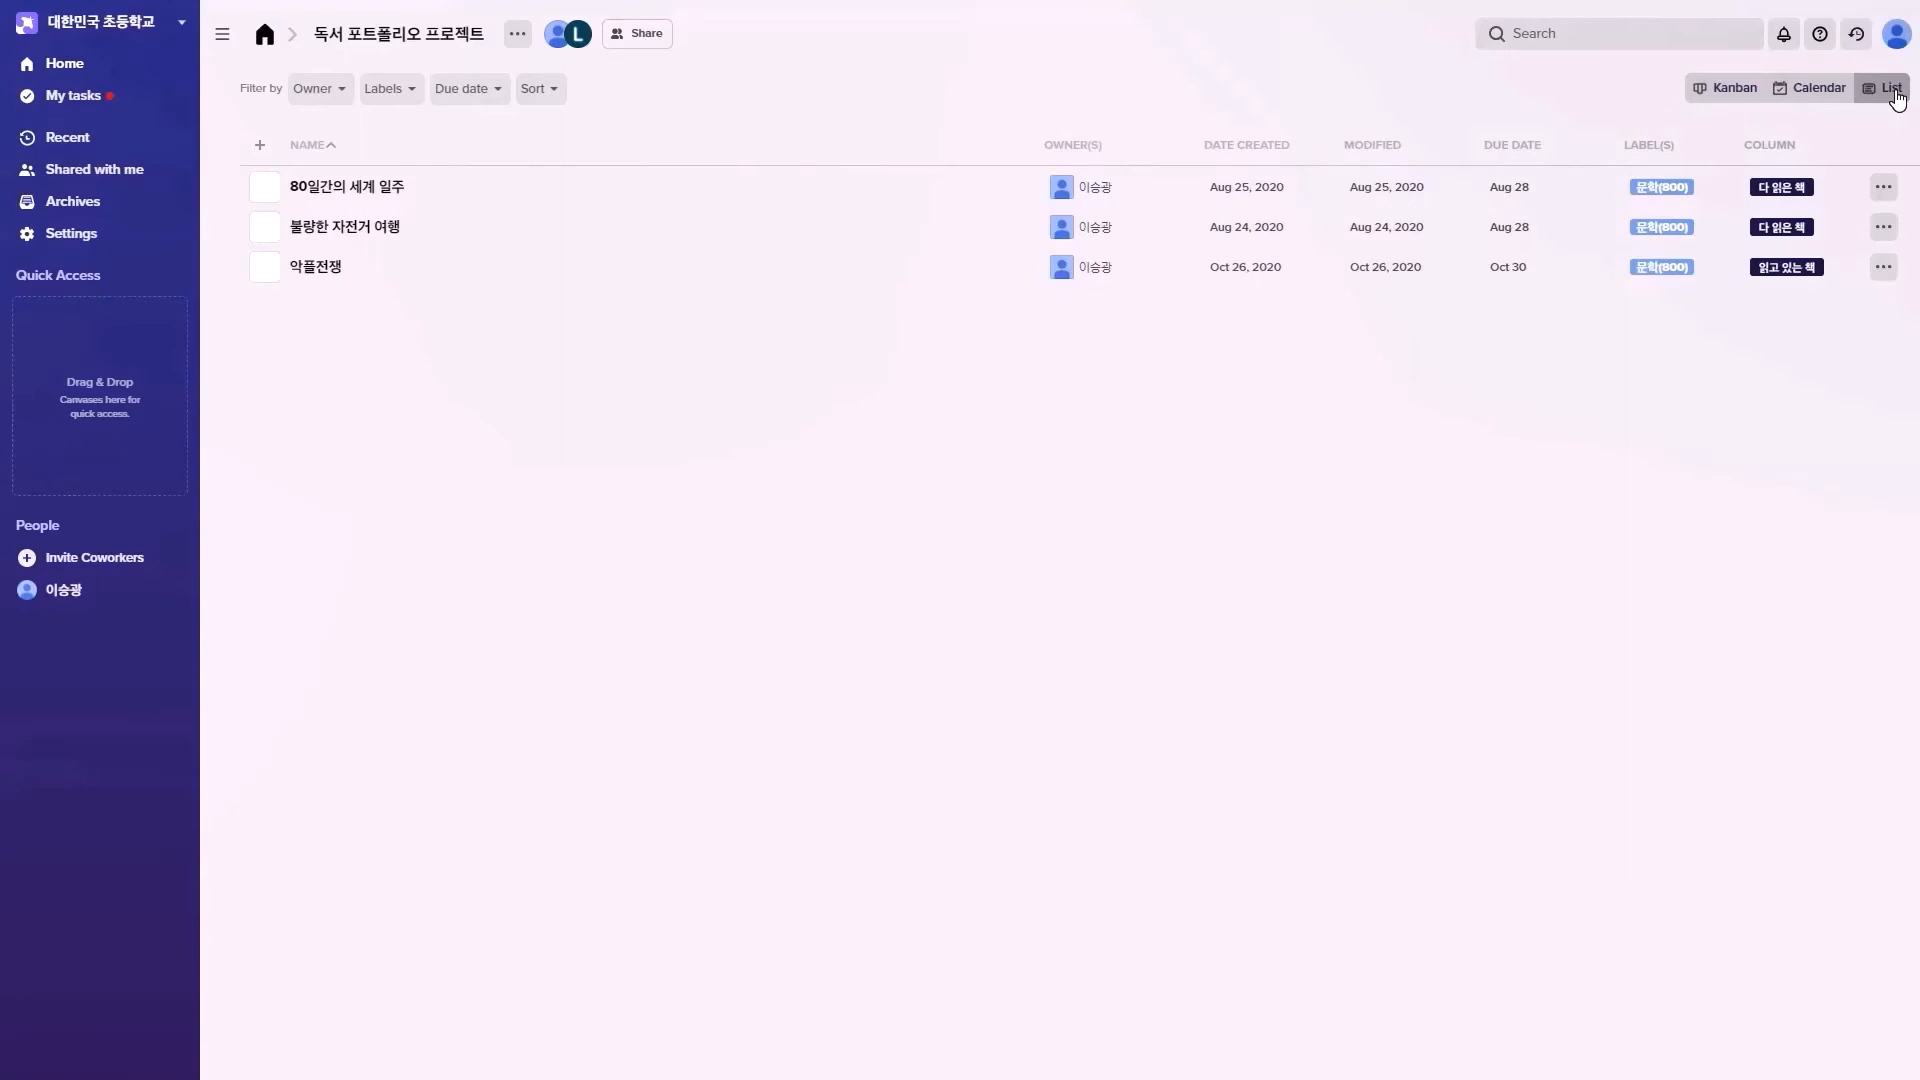 대한민국 초등학교
Home
My tasks
Recent
Shared with me
Archives
Settings
Quick Access
Drag & Drop
Canvases here for
quick access.
People
Invite Coworkers
이승광
독서 포트폴리오 프로젝트
L
Share
Search
Filter by
Owner
Labels
Due date
Sort
Kanban
Calendar
List
NAME
OWNER(S)
DATE CREATED
MODIFIED
DUE DATE
LABEL(S)
COLUMN
80일간의 세계 일주 이승광 Aug 25, 2020 Aug 25, 2020 Aug 28 문학(800) 다 읽은 책
불량한 자전거 여행 이승광 Aug 24, 2020 Aug 24, 2020 Aug 28 문학(800) 다 읽은 책
악플전쟁 이승광 Oct 26, 2020 Oct 26, 2020 Oct 30 문학(800) 읽고 있는 책